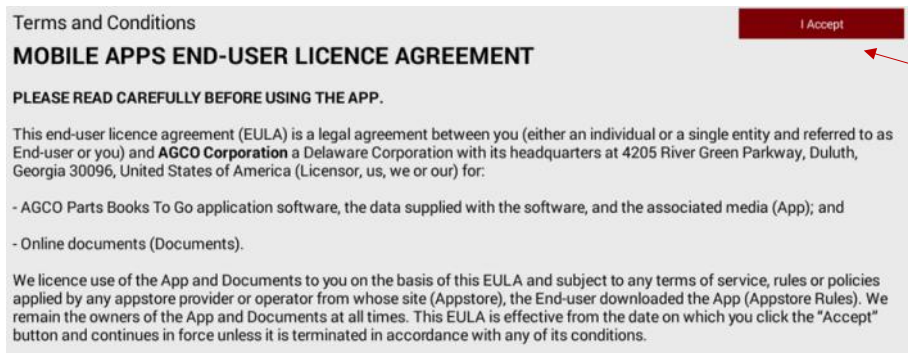 Terms and Conditions
I Accept
MOBILE APPS END-USER LICENCE AGREEMENT
PLEASE READ CAREFULLY BEFORE USING THE APP.
This end-user licence agreement (EULA) is a legal agreement between you (either an individual or a single entity and referred to as
End-user or you) and AGCO Corporation a Delaware Corporation with its headquarters at 4205 River Green Parkway, Duluth,
Georgia 30096, United States of America (Licensor, us, we or our) for:
- AGCO Parts Books To Go application software, the data supplied with the software, and the associated media (App); and
- Online documents (Documents).
We licence use of the App and Documents to you on the basis of this EULA and subject to any terms of service, rules or policies
applied by any appstore provider or operator from whose site (Appstore), the End-user downloaded the App (Appstore Rules). We
remain the owners of the App and Documents at all times. This EULA is effective from the date on which you click the “Accept”
button and continues in force unless it is terminated in accordance with any of its conditions.